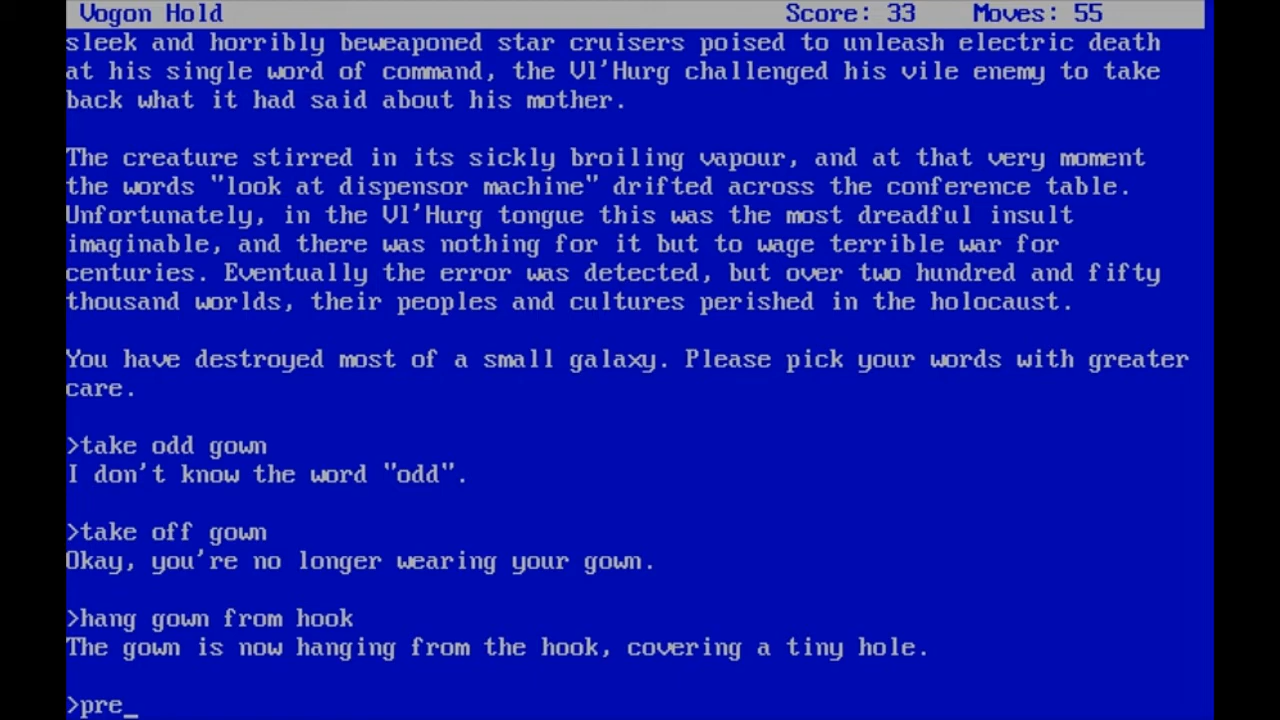 Vogon Hold Score: 33 Moves: 55
sleek and horribly beweaponed star cruisers poised to unleash electric death
at his single word of command, the Vl'Hurg challenged his vile enemy to take
back what it had said about his mother.
The creature stirred in its sickly broiling vapour, and at that very moment
the words "look at dispensor machine" drifted across the conference table.
Unfortunately, in the Vl'Hurg tongue this was the most dreadful insult
imaginable, and there was nothing for it but to wage terrible war for
centuries. Eventually the error was detected, but over two hundred and fifty
thousand worlds, their peoples and cultures perished in the holocaust.
You have destroyed most of a small galaxy. Please pick your words with greater
care.
>take odd gown
I don't know the word "odd".
>take off gown
Okay, you're no longer wearing your gown.
>hang gown from hook
The gown is now hanging from the hook, covering a tiny hole.
>pre_